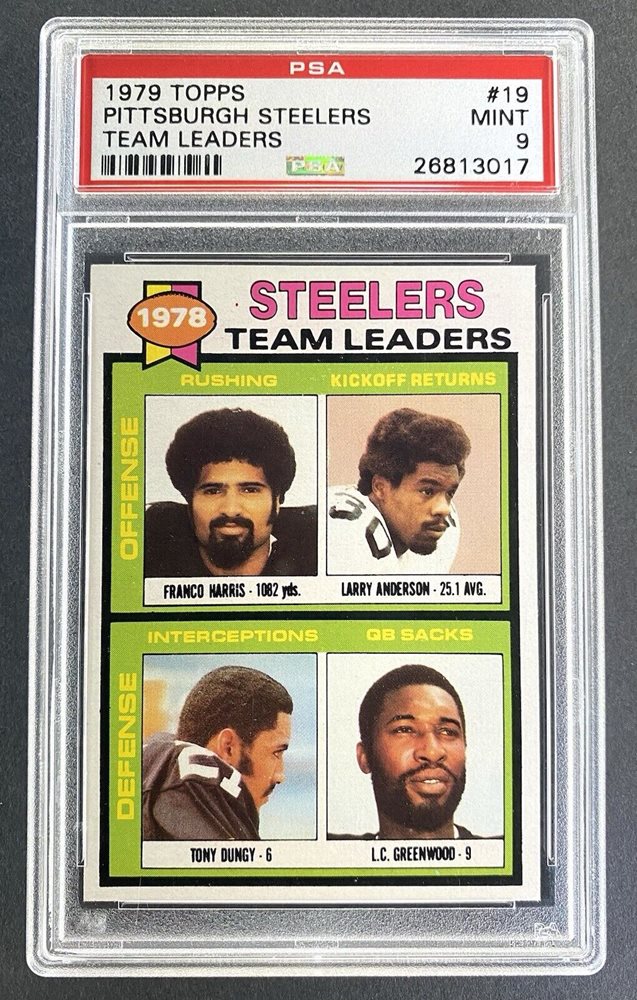 PSA
1979 TOPPS #19
PITTSBURGH STEELERS MINT
TEAM LEADERS 9
PSA 26813017
1978 STEELERS
TEAM LEADERS
OFFENSE
RUSHING KICKOFF RETURNS
30
FRANCO HARRIS - 1082 yds. LARRY ANDERSON - 25.1 AVG.
DEFENSE
INTERCEPTIONS QB SACKS
TONY DUNGY - 6 L.C. GREENWOOD - 9